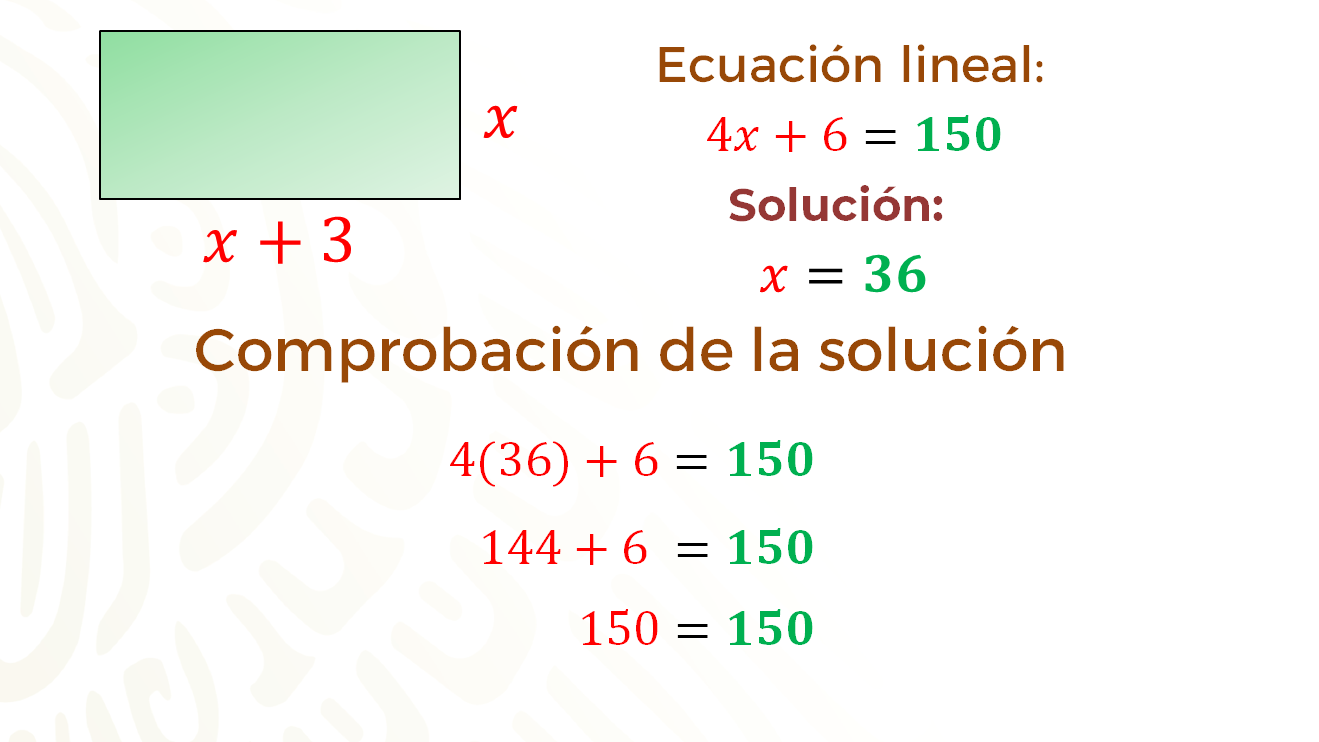 x
x + 3
Ecuación lineal:
4x + 6 = 150
Solución:
x = 36
Comprobación de la solución
4(36) + 6 = 150
144 + 6 = 150
150 = 150